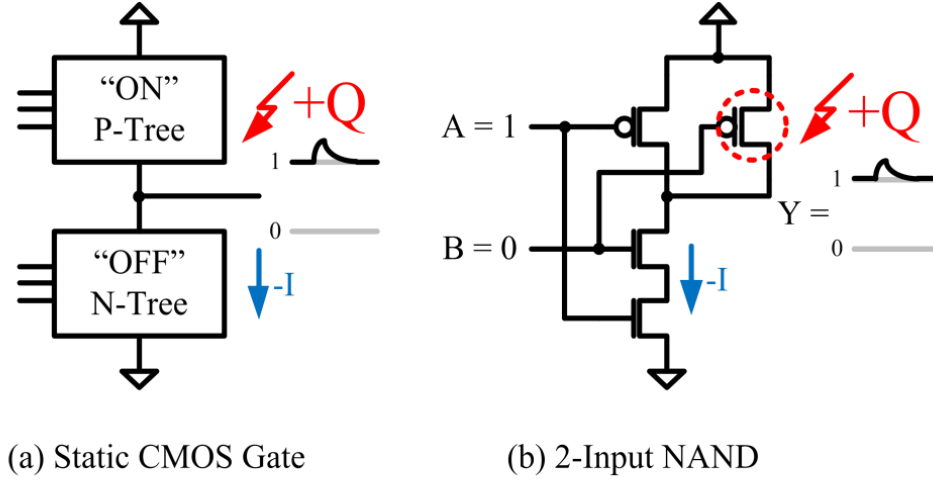 “ON”
P-Tree
+Q
1
0
“OFF”
N-Tree
-I
A = 1
B = 0
+Q
1
Y =
0
-I
(a) Static CMOS Gate
(b) 2-Input NAND